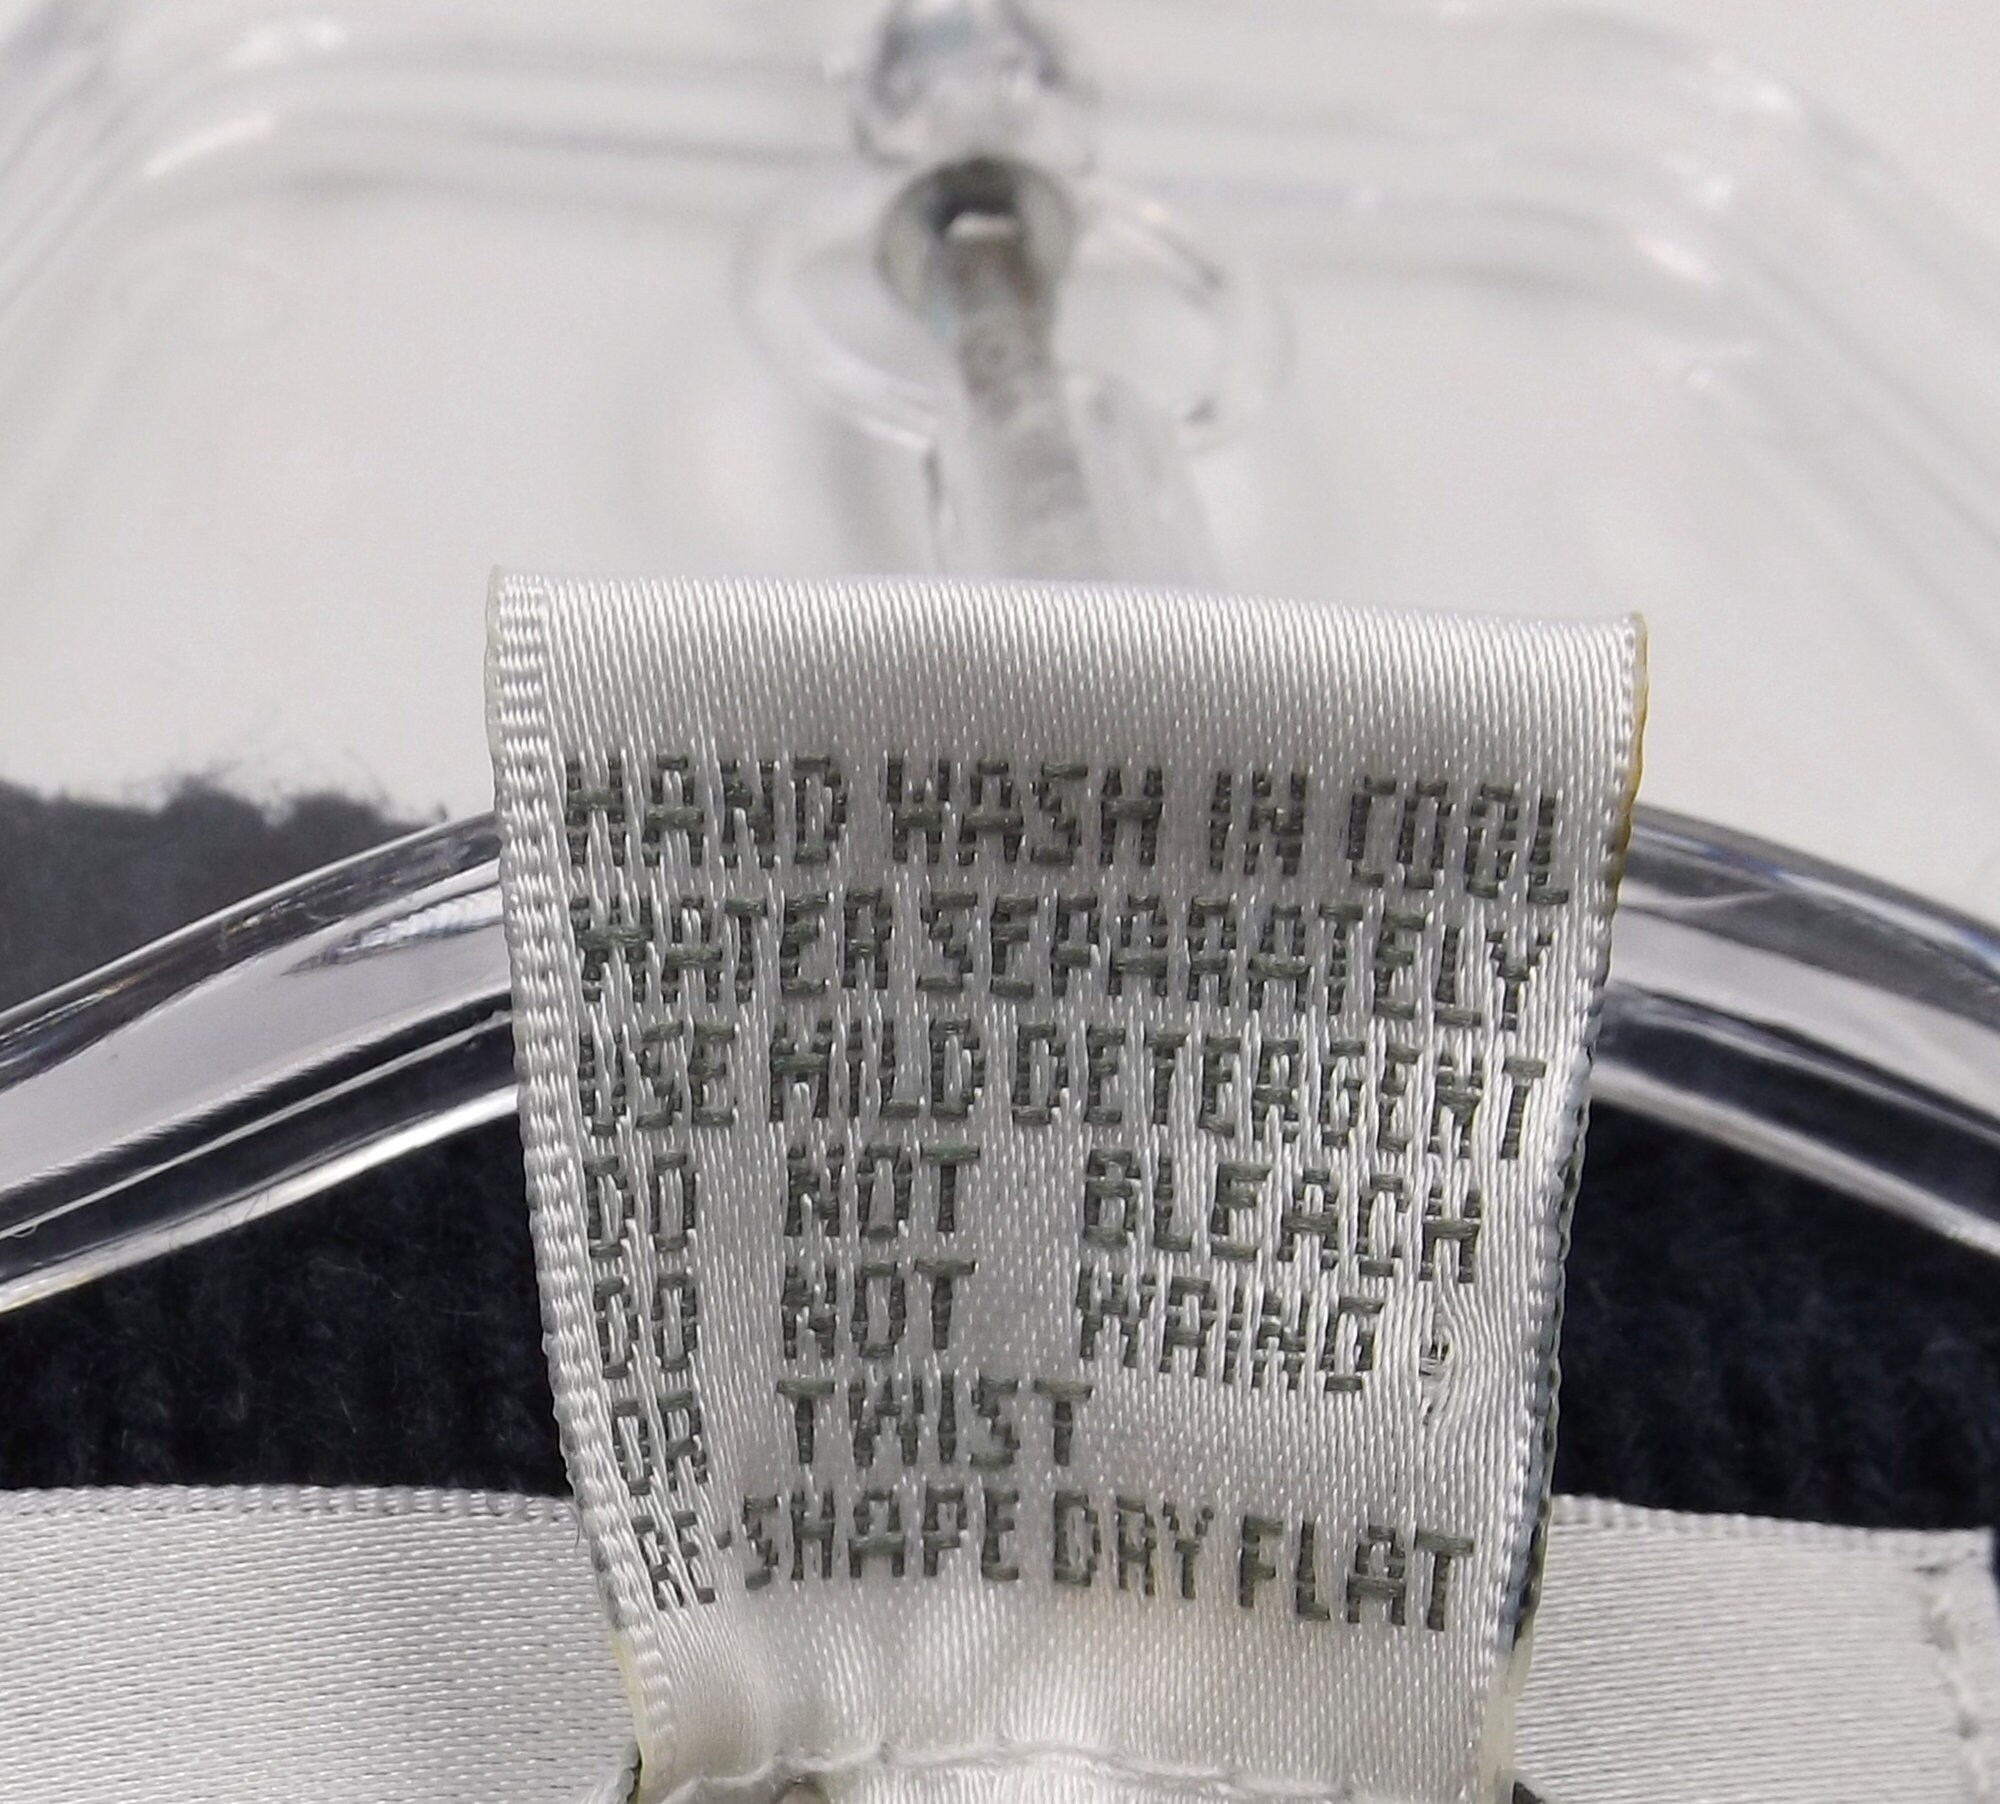 HAND WASH IN COOL
WATER SEPARATELY
USE MILD DETERGENT
DO NOT BLEACH
DO NOT WRING,
OR TWIST
RE-SHAPE DRY FLAT